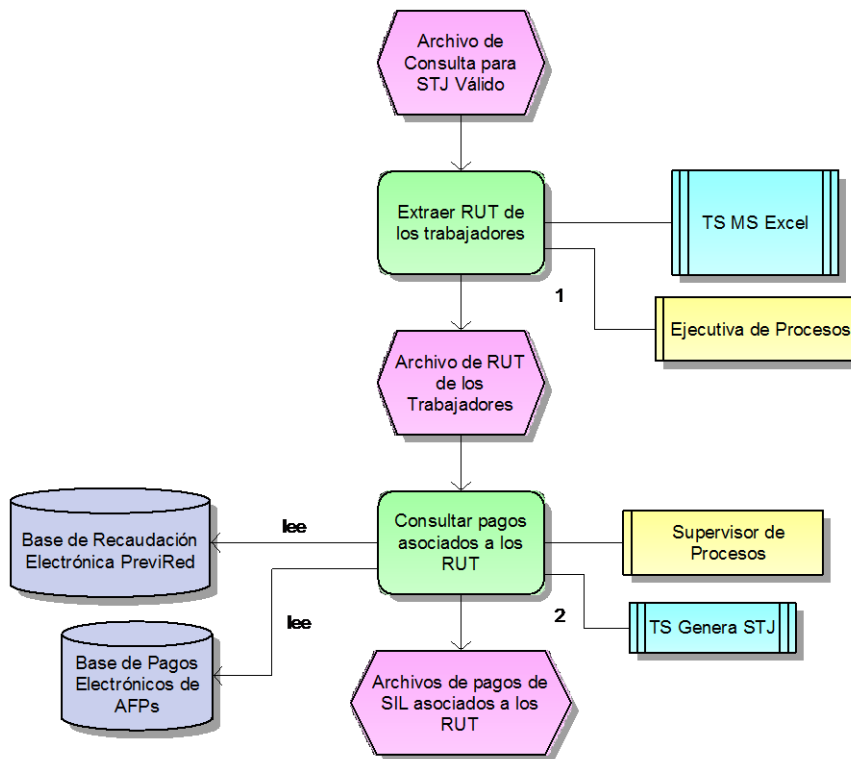 Archivo de
Consulta para
STJ Válido
Extraer RUT de
los trabajadores
TS MS Excel
1
Ejecutiva de Procesos
Archivo de RUT
de los
Trabajadores
Base de Recaudación
Electrónica PreviRed
lee
Consultar pagos
asociados a los
RUT
Supervisor de
Procesos
lee
2
TS Genera STJ
Base de Pagos
Electrónicos de
AFPs
Archivos de pagos de
SIL asociados a los
RUT